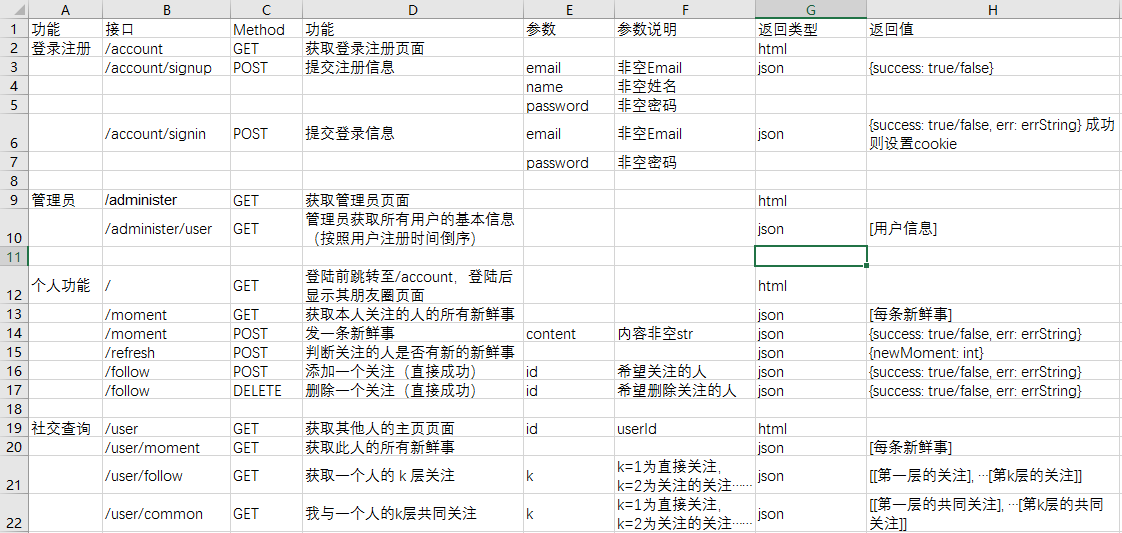 A B C D E F G H
1 功能 接口 Method 功能 参数 参数说明 返回类型 返回值
2 登录注册 /account GET 获取登录注册页面 html
3 /account/signup POST 提交注册信息 email 非空Email json {success: true/false}
4 name 非空姓名
5 password 非空密码
6 /account/signin POST 提交登录信息 email 非空Email json {success: true/false, err: errString} 成功
则设置cookie
7 password 非空密码
8
9 管理员 /administer GET 获取管理员页面 html
10 /administer/user GET 管理员获取所有用户的基本信息
（按照用户注册时间倒序） json [用户信息]
11
12 个人功能 / GET 登陆前跳转至/account，登陆后
显示其朋友圈页面 html
13 /moment GET 获取本人关注的人的所有新鲜事 json [每条新鲜事]
14 /moment POST 发一条新鲜事 content 内容非空str json {success: true/false, err: errString}
15 /refresh POST 判断关注的人是否有新的新鲜事 json {newMoment: int}
16 /follow POST 添加一个关注（直接成功） id 希望关注的人 json {success: true/false, err: errString}
17 /follow DELETE 删除一个关注（直接成功） id 希望删除关注的人 json {success: true/false, err: errString}
18
19 社交查询 /user GET 获取其他人的主页页面 id userId html
20 /user/moment GET 获取此人的所有新鲜事 json [每条新鲜事]
21 /user/follow GET 获取一个人的 k 层关注 k k=1为直接关注，
k=2为关注的关注…… json [[第一层的关注], …[第k层的关注]]
22 /user/common GET 我与一个人的k层共同关注 k k=1为直接关注，
k=2为关注的关注…… json [[第一层的共同关注], …[第k层的共同
关注]]